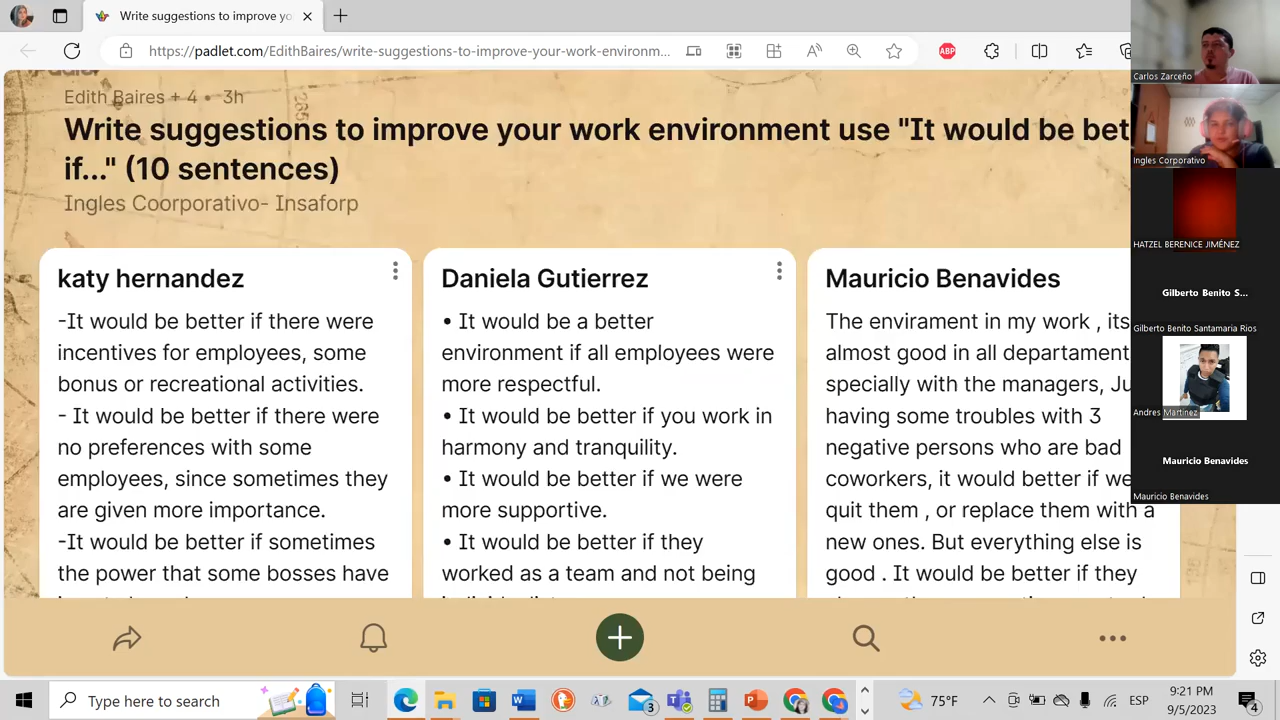 Write suggestions to improve yo
https://padlet.com/EdithBaires/write-suggestions-to-improve-your-work-environm...
ABP
Edith Baires + 4 • 3h
Write suggestions to improve your work environment use "It would be bet
if..." (10 sentences)
Ingles Coorporativo- Insaforp
katy hernandez
-It would be better if there were
incentives for employees, some
bonus or recreational activities.
- It would be better if there were
no preferences with some
employees, since sometimes they
are given more importance.
-It would be better if sometimes
the power that some bosses have
Daniela Gutierrez
• It would be a better
environment if all employees were
more respectful.
• It would be better if you work in
harmony and tranquility.
• It would be better if we were
more supportive.
• It would be better if they
worked as a team and not being
Mauricio Benavides
The envirament in my work , its
almost good in all departament
specially with the managers, Ju
having some troubles with 3
negative persons who are bad
coworkers, it would better if we
quit them , or replace them with a
new ones. But everything else is
good . It would be better if they
Carlos Zarceño
Ingles Corporativo
HATZEL BERENICE JIMÉNEZ
Gilberto Benito S...
Gilberto Benito Santamaria Rios
Andres Martinez
Mauricio Benavides
Mauricio Benavides
Type here to search
3
75°F
ESP
9:21 PM
9/5/2023
4